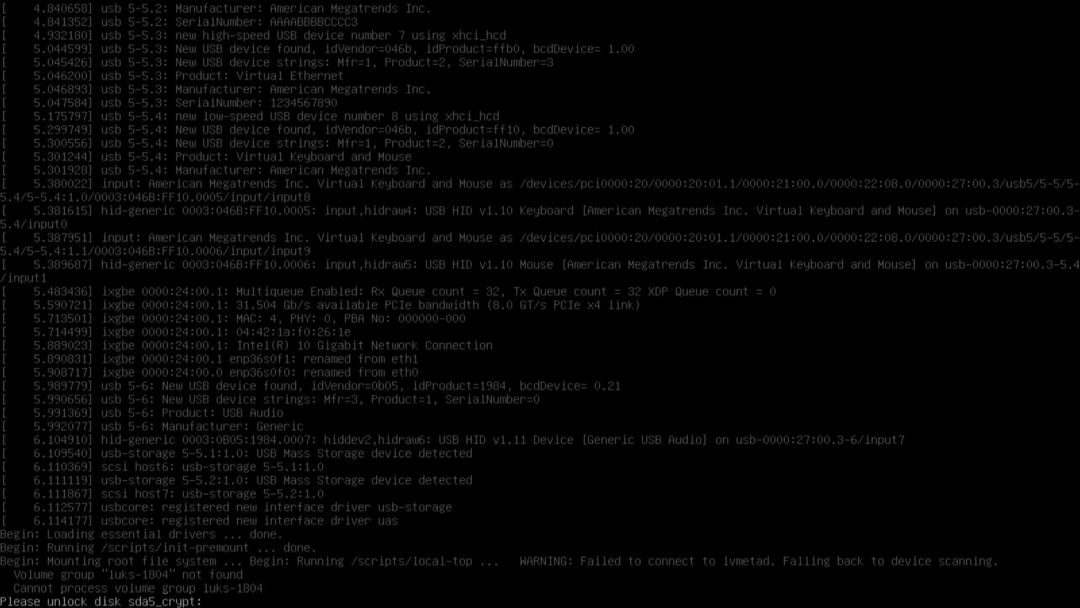 [    4.840658] usb 5-5.2: Manufacturer: American Megatrends Inc.
[    4.841352] usb 5-5.2: SerialNumber: AAAABBBBCCCC3
[    4.932180] usb 5-5.3: new high-speed USB device number 7 using xhci_hcd
[    5.044599] usb 5-5.3: New USB device found, idVendor=046b, idProduct=ffb0, bcdDevice= 1.00
[    5.045426] usb 5-5.3: New USB device strings: Mfr=1, Product=2, SerialNumber=3
[    5.046200] usb 5-5.3: Product: Virtual Ethernet
[    5.046893] usb 5-5.3: Manufacturer: American Megatrends Inc.
[    5.047584] usb 5-5.3: SerialNumber: 1234567890
[    5.175797] usb 5-5.4: new low-speed USB device number 8 using xhci_hcd
[    5.299749] usb 5-5.4: New USB device found, idVendor=046b, idProduct=ff10, bcdDevice= 1.00
[    5.300556] usb 5-5.4: New USB device strings: Mfr=1, Product=2, SerialNumber=0
[    5.301244] usb 5-5.4: Product: Virtual Keyboard and Mouse
[    5.301928] usb 5-5.4: Manufacturer: American Megatrends Inc.
[    5.380022] input: American Megatrends Inc. Virtual Keyboard and Mouse as /devices/pci0000:20/0000:20:01.1/0000:21:00.0/0000:22:08.0/0000:27:00.3/usb5/5-5/5-
5.4/5-5.4:1.0/0003:046B:FF10.0005/input/input8
[    5.381615] hid-generic 0003:046B:FF10.0005: input,hidraw4: USB HID v1.10 Keyboard [American Megatrends Inc. Virtual Keyboard and Mouse] on usb-0000:27:00.3-
5.4/input0
[    5.387951] input: American Megatrends Inc. Virtual Keyboard and Mouse as /devices/pci0000:20/0000:20:01.1/0000:21:00.0/0000:22:08.0/0000:27:00.3/usb5/5-5/5-
5.4/5-5.4:1.1/0003:046B:FF10.0006/input/input9
[    5.389687] hid-generic 0003:046B:FF10.0006: input,hidraw5: USB HID v1.10 Mouse [American Megatrends Inc. Virtual Keyboard and Mouse] on usb-0000:27:00.3-5.4
/input1
[    5.483436] ixgbe 0000:24:00.1: Multiqueue Enabled: Rx Queue count = 32, Tx Queue count = 32 XDP Queue count = 0
[    5.590721] ixgbe 0000:24:00.1: 31.504 Gb/s available PCIe bandwidth (8.0 GT/s PCIe x4 link)
[    5.713501] ixgbe 0000:24:00.1: MAC: 4, PHY: 0, PBA No: 000000-000
[    5.714499] ixgbe 0000:24:00.1: 04:42:1a:f0:26:1e
[    5.889023] ixgbe 0000:24:00.1: Intel(R) 10 Gigabit Network Connection
[    5.890831] ixgbe 0000:24:00.1 enp36s0f1: renamed from eth1
[    5.908717] ixgbe 0000:24:00.0 enp36s0f0: renamed from eth0
[    5.989779] usb 5-6: New USB device found, idVendor=0b05, idProduct=1984, bcdDevice= 0.21
[    5.990656] usb 5-6: New USB device strings: Mfr=3, Product=1, SerialNumber=0
[    5.991369] usb 5-6: Product: USB Audio
[    5.992077] usb 5-6: Manufacturer: Generic
[    6.104910] hid-generic 0003:0B05:1984.0007: hiddev2,hidraw6: USB HID v1.11 Device [Generic USB Audio] on usb-0000:27:00.3-6/input7
[    6.109540] usb-storage 5-5.1:1.0: USB Mass Storage device detected
[    6.110369] scsi host6: usb-storage 5-5.1:1.0
[    6.111119] usb-storage 5-5.2:1.0: USB Mass Storage device detected
[    6.111867] scsi host7: usb-storage 5-5.2:1.0
[    6.112577] usbcore: registered new interface driver usb-storage
[    6.114177] usbcore: registered new interface driver uas
Begin: Loading essential drivers ... done.
Begin: Running /scripts/init-premount ... done.
Begin: Mounting root file system ... Begin: Running /scripts/local-top ...   WARNING: Failed to connect to lvmetad. Falling back to device scanning.
  Volume group "luks-1804" not found
  Cannot process volume group luks-1804
Please unlock disk sda5_crypt: